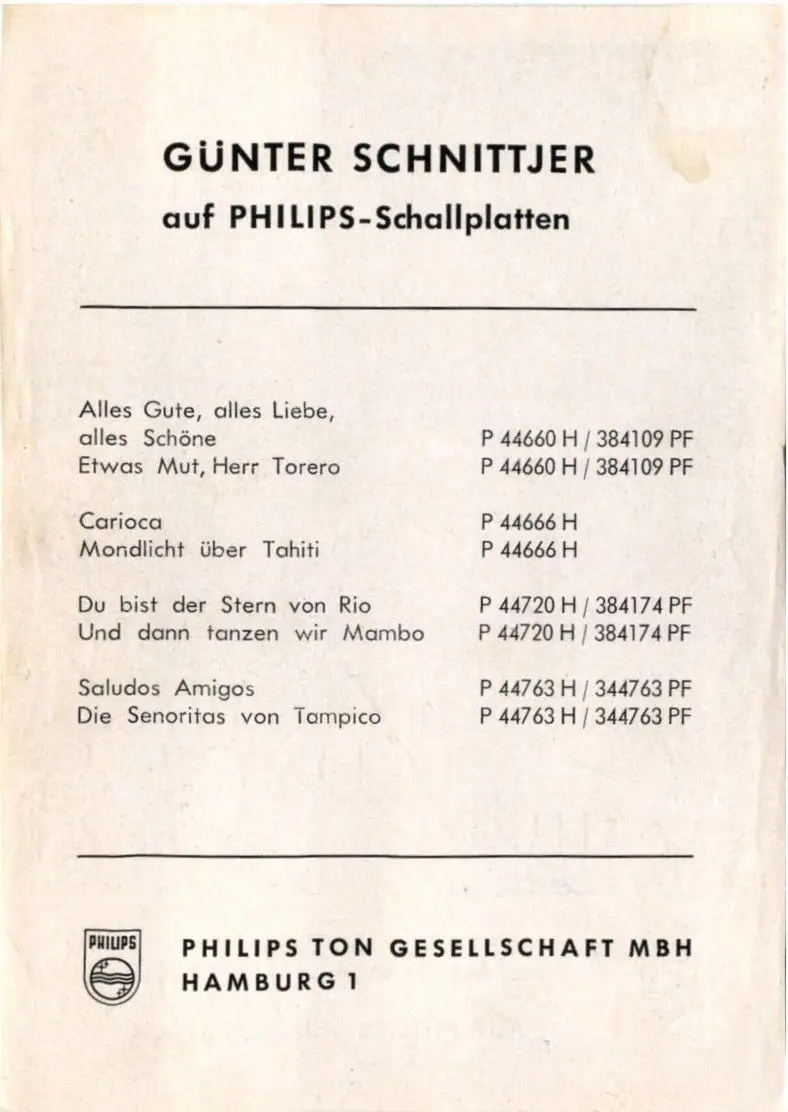 GÜNTER SCHNITTJER
auf PHILIPS-Schallplatten
Alles Gute, alles Liebe,
alles Schöne P 44660 H / 384109 PF
Etwas Mut, Herr Torero P 44660 H / 384109 PF
Carioca P 44666 H
Mondlicht über Tahiti P 44666 H
Du bist der Stern von Rio P 44720 H / 384174 PF
Und dann tanzen wir Mambo P 44720 H / 384174 PF
Saludos Amigos P 44763 H / 344763 PF
Die Senoritas von Tampico P 44763 H / 344763 PF
PHILIPS
PHILIPS TON GESELLSCHAFT MBH
HAMBURG 1